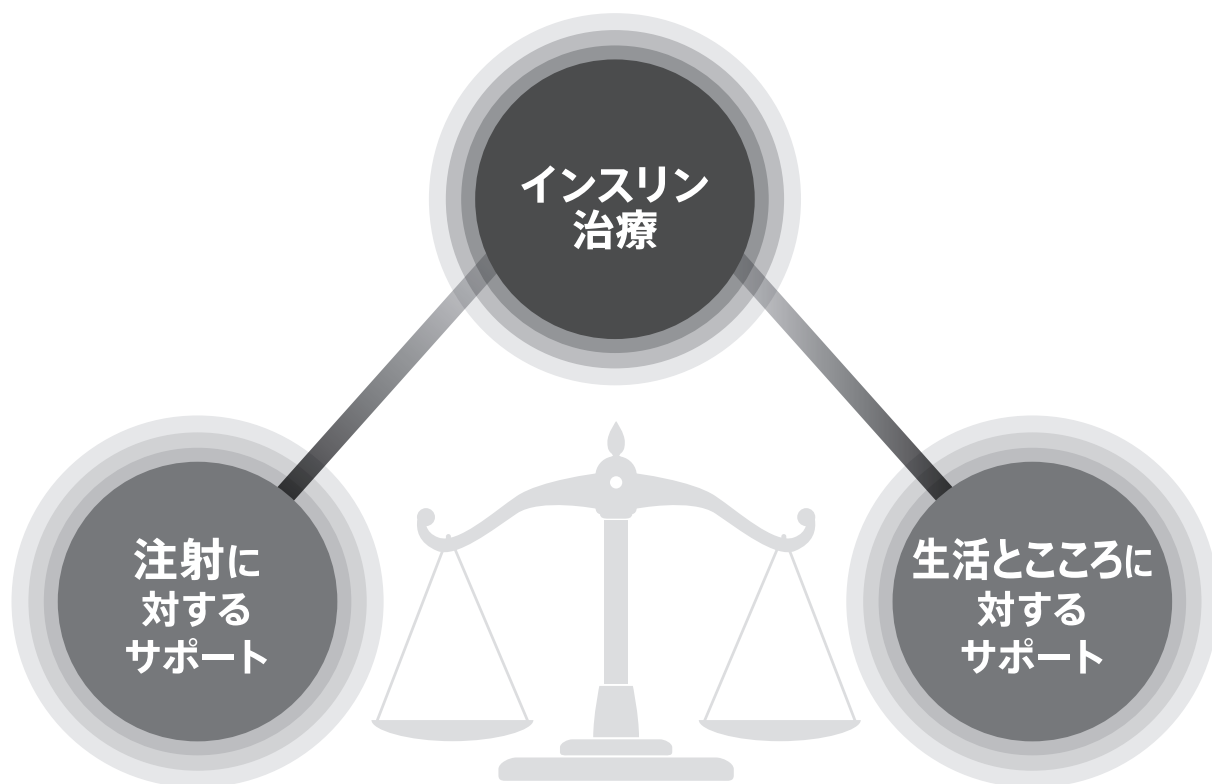 インスリン
治療
注射に
対する
サポート
生活とこころに
対する
サポート